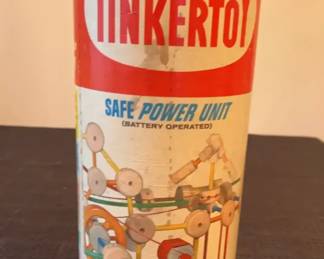 TINKERTOY
SAFE POWER UNIT
(BATTERY OPERATED)